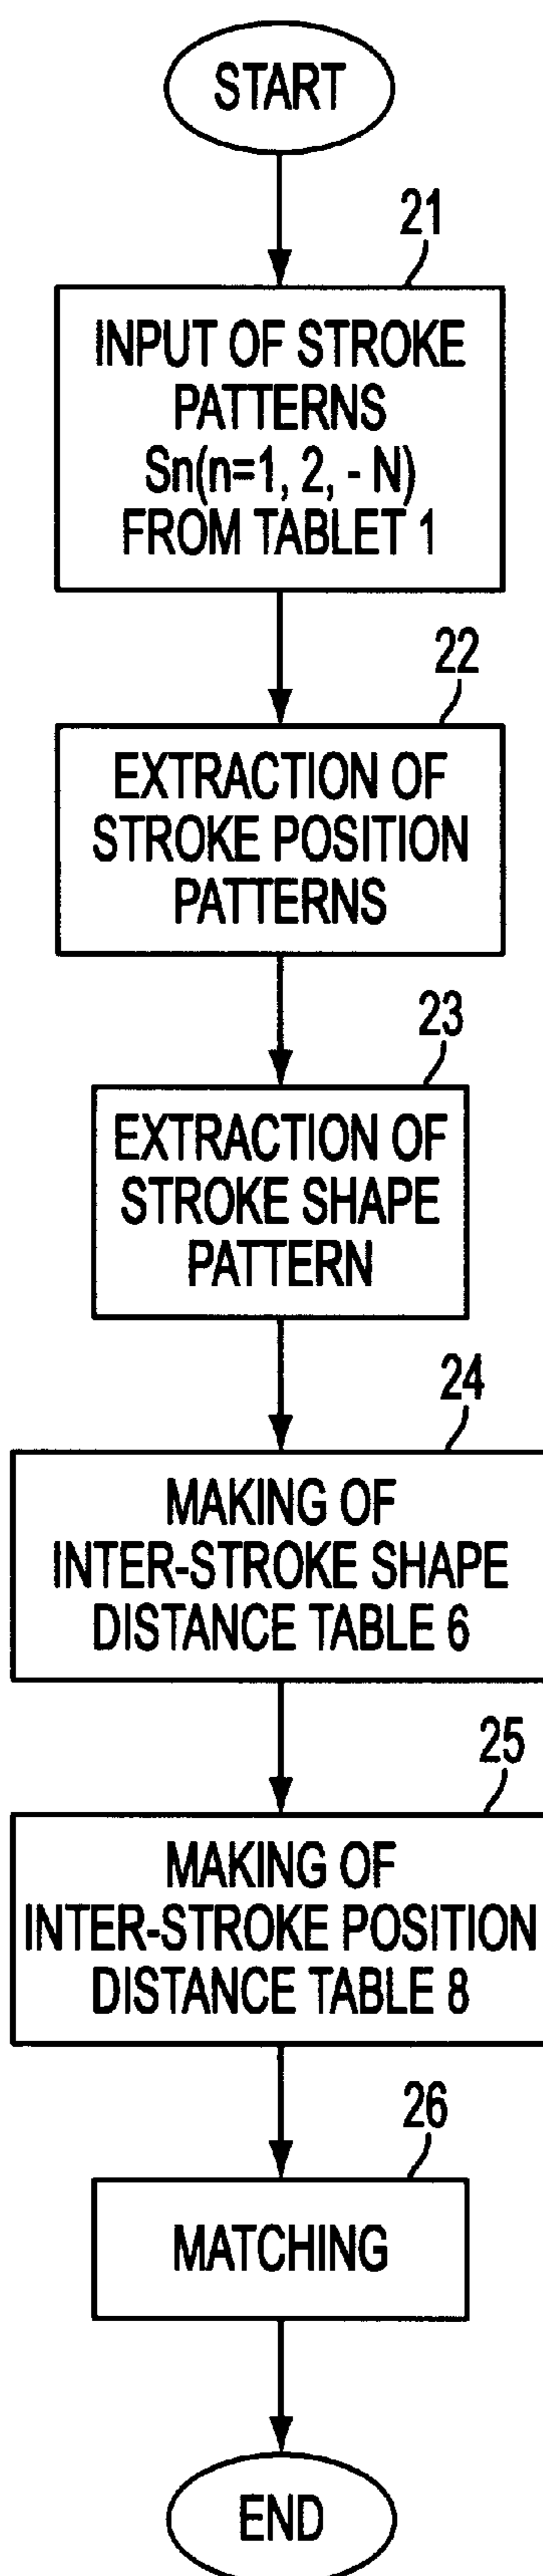 START
21
INPUT OF STROKE
PATTERNS
Sn(n=1, 2, - N)
FROM TABLET 1
22
EXTRACTION OF
STROKE POSITION
PATTERNS
23
EXTRACTION OF
STROKE SHAPE
PATTERN
24
MAKING OF
INTER-STROKE SHAPE
DISTANCE TABLE 6
25
MAKING OF
INTER-STROKE POSITION
DISTANCE TABLE 8
26
MATCHING
END